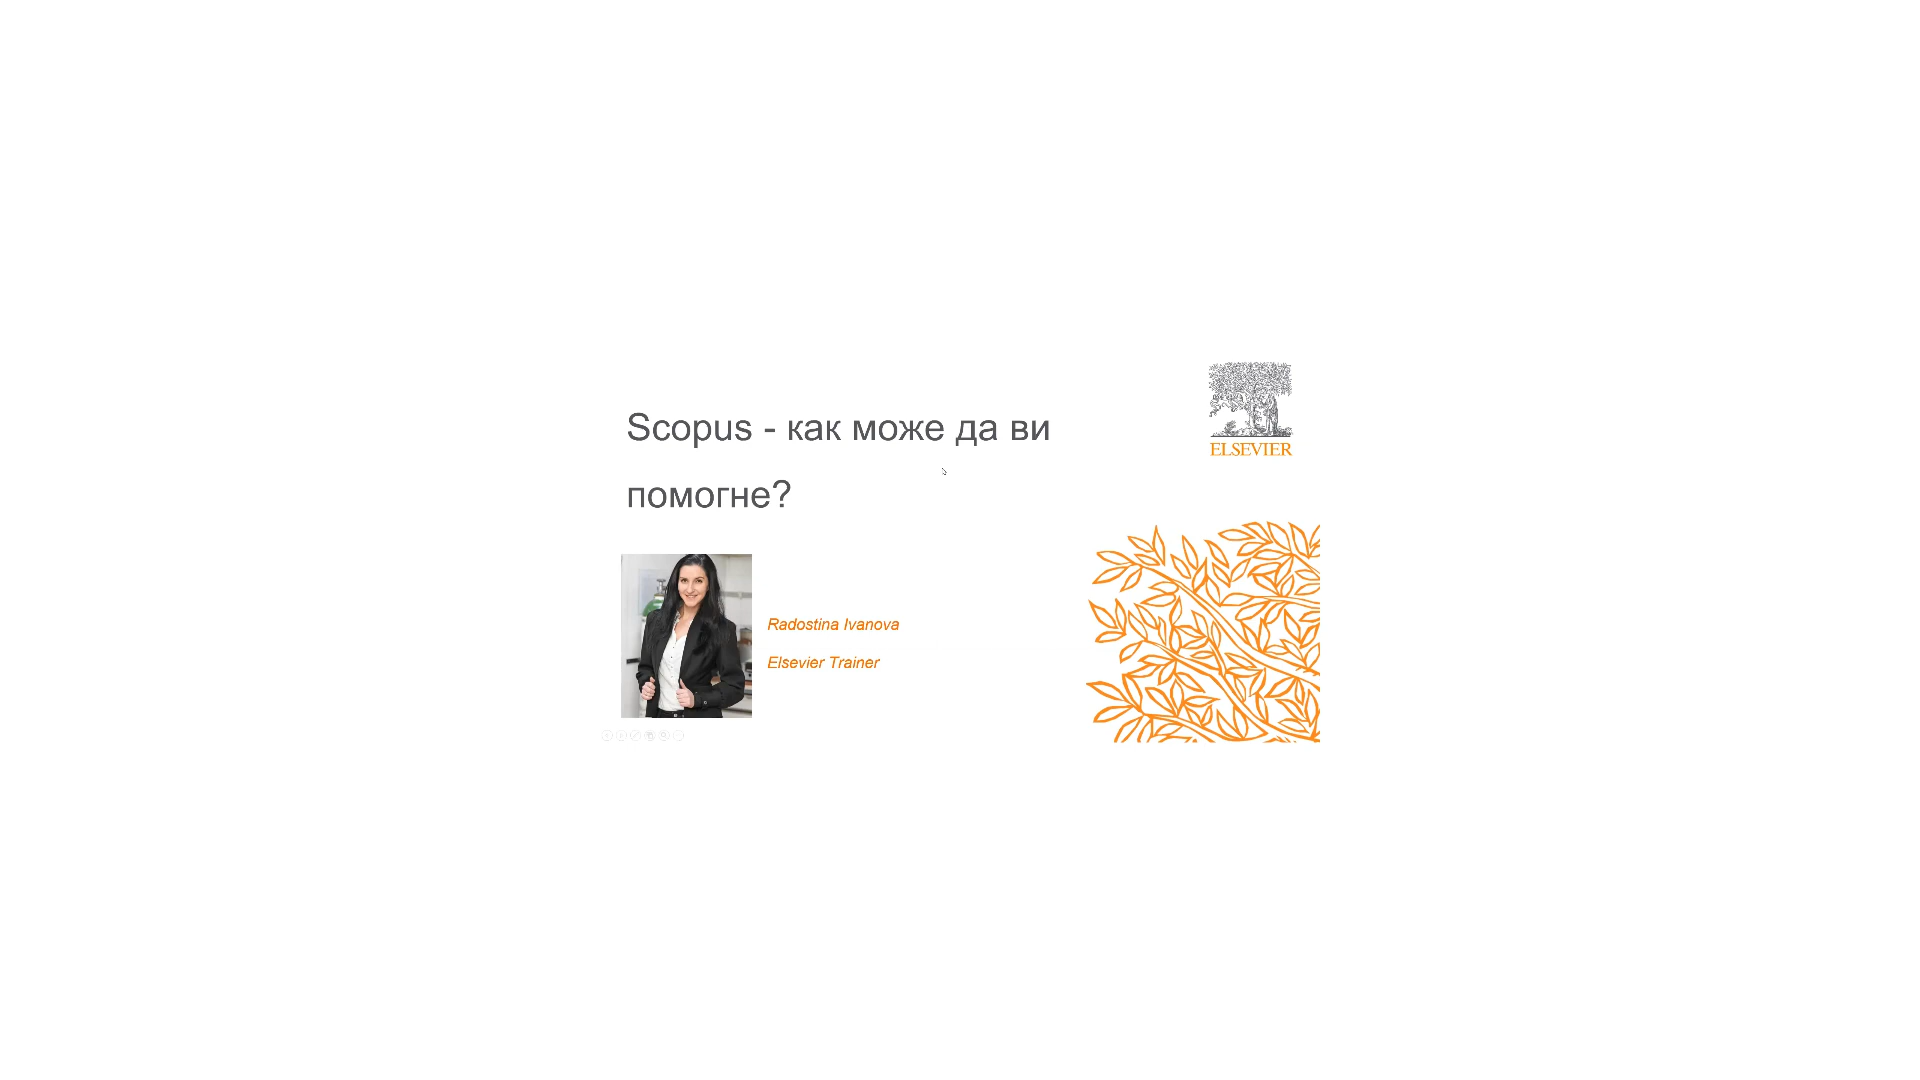 Scopus - как може да ви
помогне?
ELSEVIER
Radostina Ivanova
Elsevier Trainer